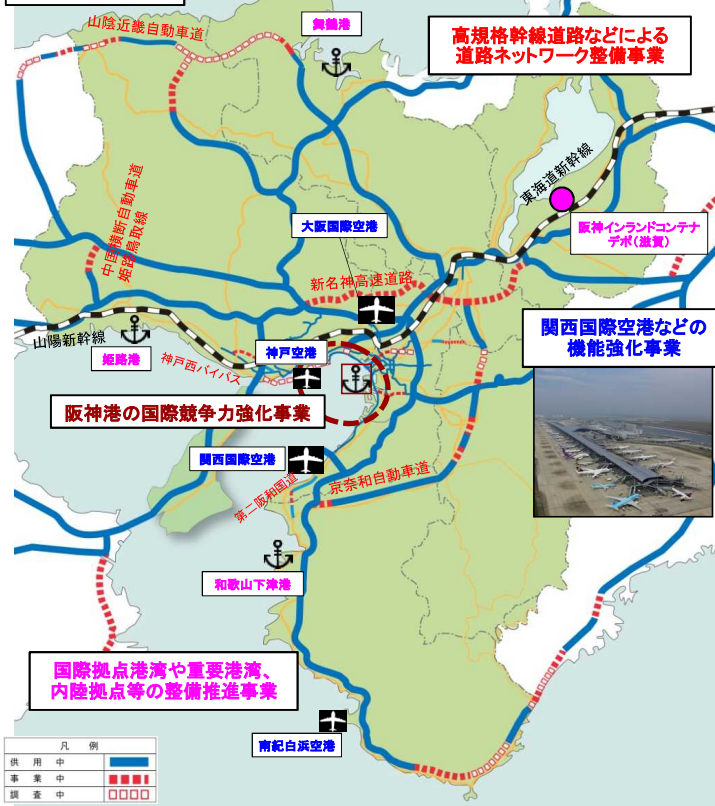 山陰近畿自動車道
舞鶴港
高規格幹線道路などによる
道路ネットワーク整備事業
東海道新幹線
中国横断自動車道
姫路鳥取線
大阪国際空港
阪神インランドコンテナ
デポ(滋賀)
新名神高速道路
山陽新幹線
姫路港
神戸西バイパス
神戸空港
関西国際空港などの
機能強化事業
阪神港の国際競争力強化事業
関西国際空港
第二阪和国道
京奈和自動車道
和歌山下津港
国際拠点港湾や重要港湾、
内陸拠点等の整備推進事業
南紀白浜空港
凡 例
供 用 中
事 業 中
調 査 中